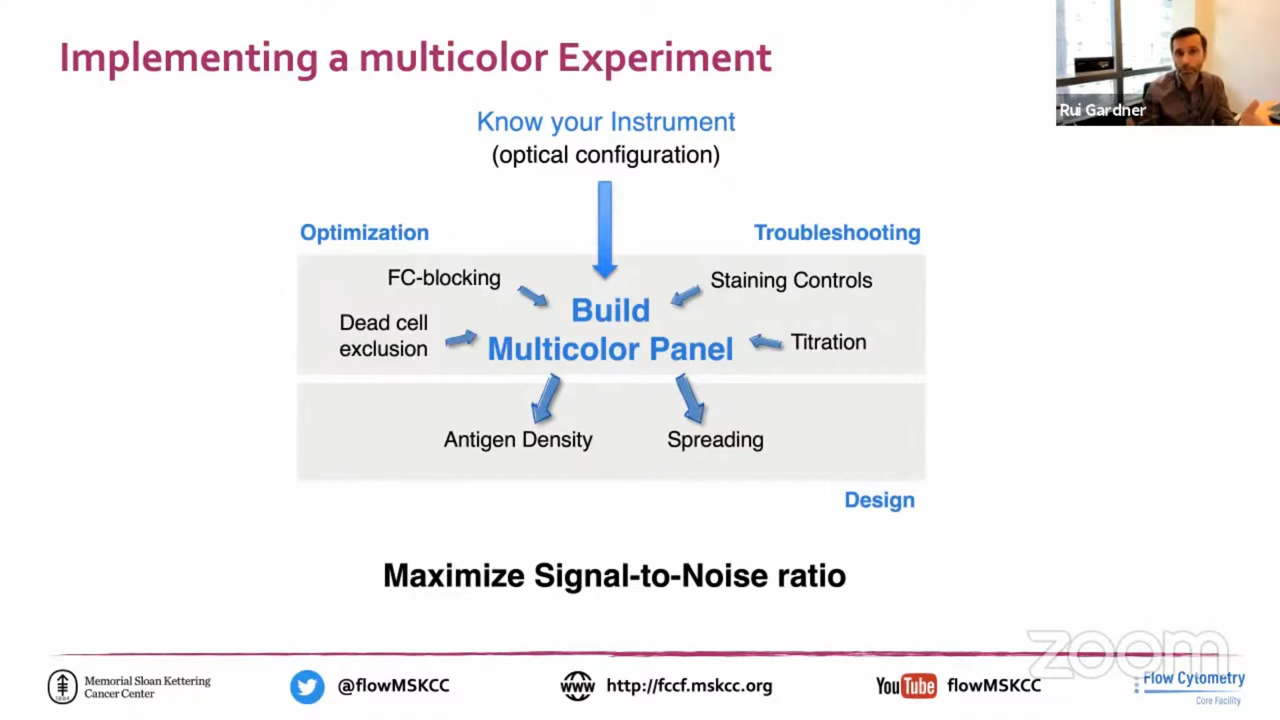 Implementing a multicolor Experiment
Rui Gardner
Know your Instrument
(optical configuration)
Optimization
Troubleshooting
FC-blocking
Staining Controls
Dead cell
exclusion
Build
Multicolor Panel
Titration
Antigen Density
Spreading
Design
Maximize Signal-to-Noise ratio
zoom
Memorial Sloan Kettering
Cancer Center
@flowMSKCC
www
http://fccf.mskcc.org
YouTube
flowMSKCC
Flow Cytometry
Core Facility